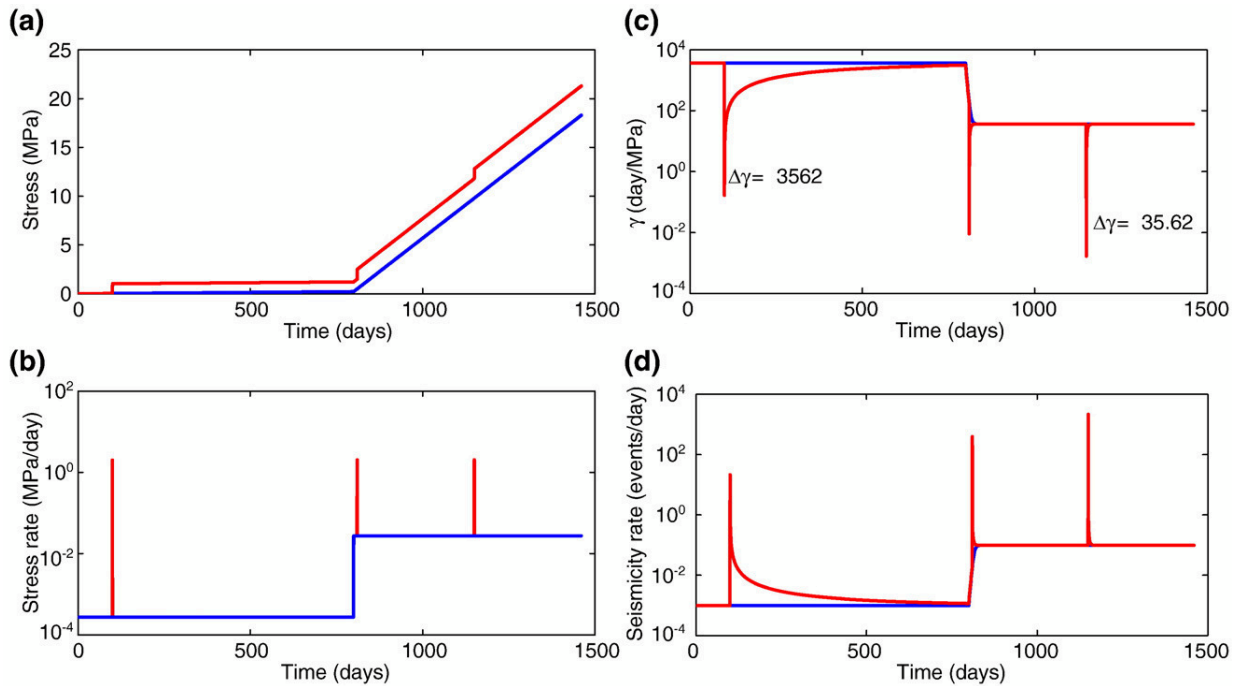 (a)
25
20
15
10
5
0
Stress (MPa)
0 500 1000 1500
Time (days)
(b)
10^2
10^0
10^-2
10^-4
Stress rate (MPa/day)
0 500 1000 1500
Time (days)
(c)
10^4
10^2
10^0
10^-2
10^-4
γ (day/MPa)
Δγ= 3562
Δγ= 35.62
0 500 1000 1500
Time (days)
(d)
10^4
10^2
10^0
10^-2
10^-4
Seismicity rate (events/day)
0 500 1000 1500
Time (days)